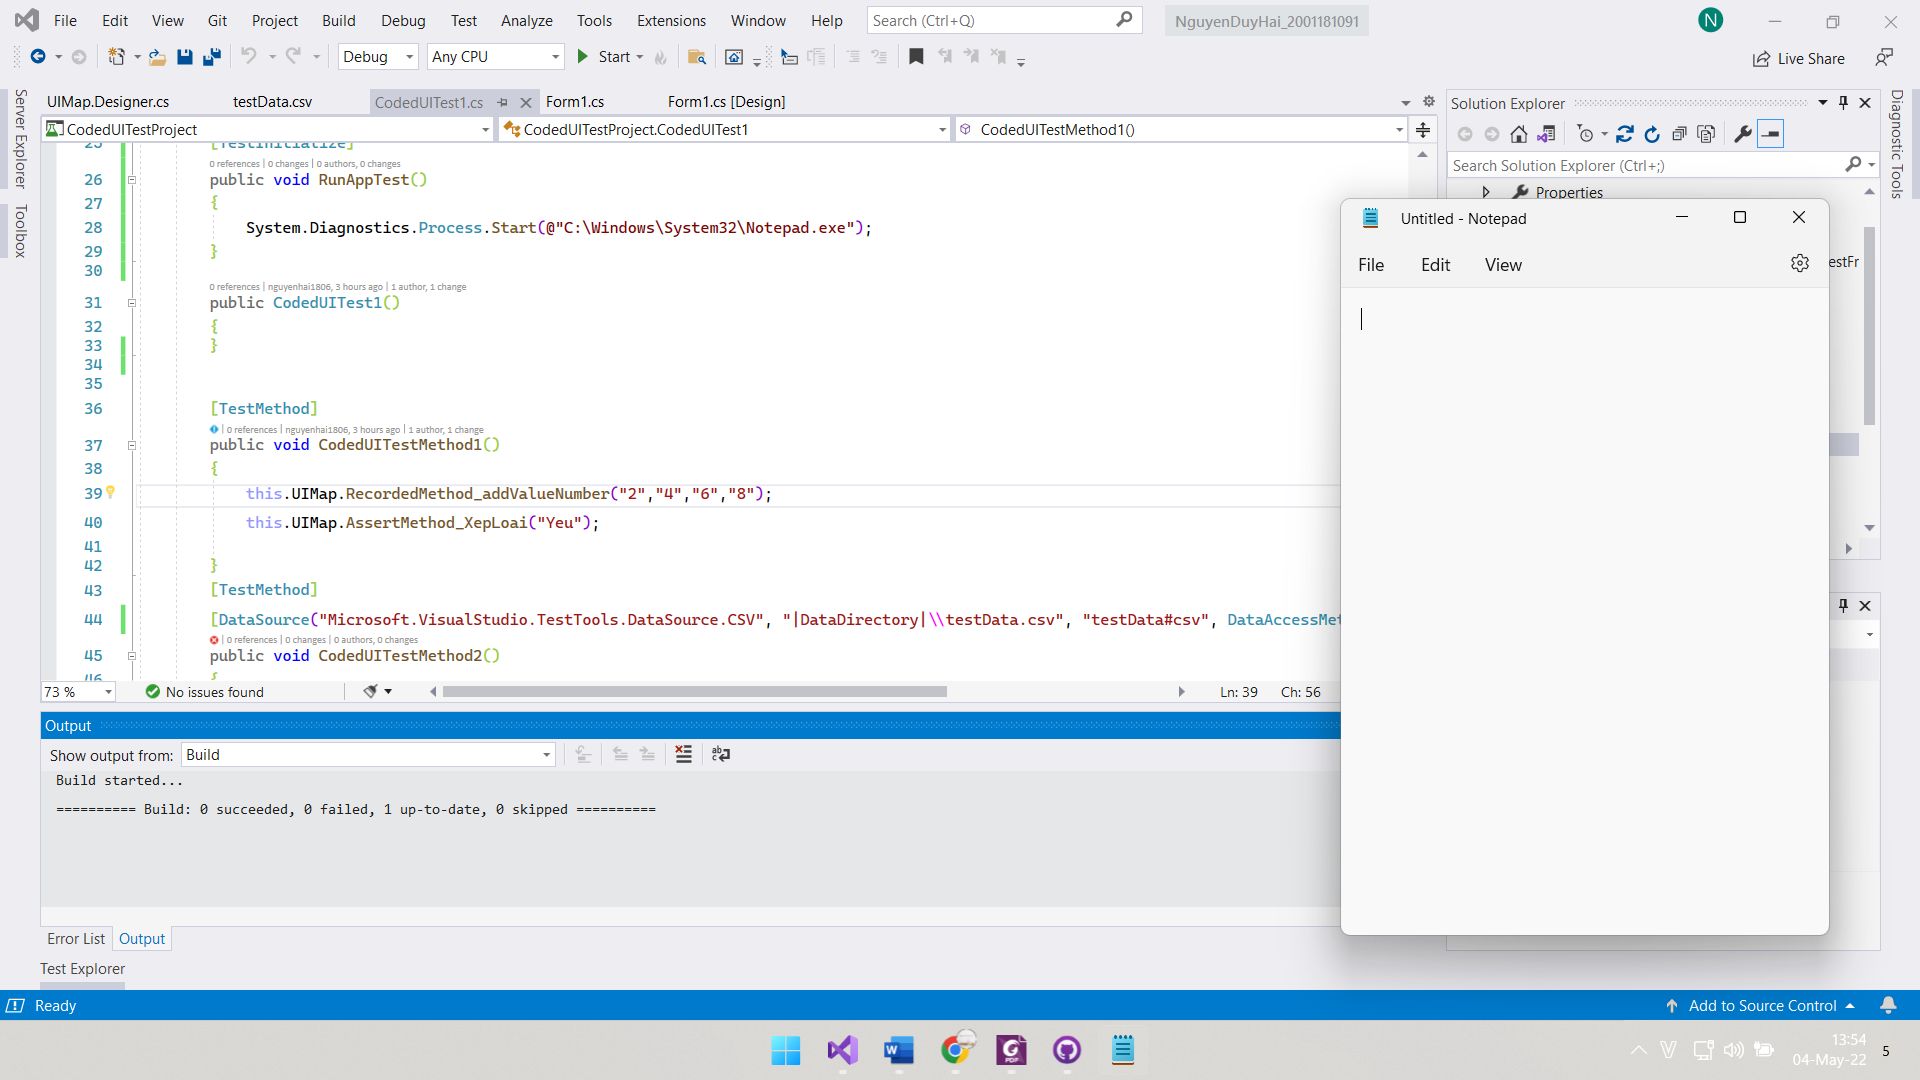 File Edit View Git Project Build Debug Test Analyze Tools Extensions Window Help Search (Ctrl+Q) NguyenDuyHai_2001181091 N
Debug Any CPU Start Live Share
UIMap.Designer.cs testData.csv CodedUITest1.cs Form1.cs Form1.cs [Design]
CodedUITestProject CodedUITestProject.CodedUITest1 CodedUITestMethod1()
Server Explorer
Toolbox
25 [TestInitialize]
0 references | 0 changes | 0 authors, 0 changes
26 public void RunAppTest()
27 {
28 System.Diagnostics.Process.Start(@"C:\Windows\System32\Notepad.exe");
29 }
30
0 references | nguyenhai1806, 3 hours ago | 1 author, 1 change
31 public CodedUITest1()
32 {
33 }
34
35
36 [TestMethod]
0 references | nguyenhai1806, 3 hours ago | 1 author, 1 change
37 public void CodedUITestMethod1()
38 {
39 this.UIMap.RecordedMethod_addValueNumber("2","4","6","8");
40 this.UIMap.AssertMethod_XepLoai("Yeu");
41
42 }
43 [TestMethod]
44 [DataSource("Microsoft.VisualStudio.TestTools.DataSource.CSV", "|DataDirectory|\\testData.csv", "testData#csv", DataAccessMet
0 references | 0 changes | 0 authors, 0 changes
45 public void CodedUITestMethod2()
46 {
73 % No issues found Ln: 39 Ch: 56
Output
Show output from: Build
Build started...
========== Build: 0 succeeded, 0 failed, 1 up-to-date, 0 skipped ==========
Error List Output
Test Explorer
Solution Explorer
Search Solution Explorer (Ctrl+;)
Properties
estFr
Diagnostic Tools
Untitled - Notepad
File Edit View
Ready Add to Source Control
13:54
04-May-22 5